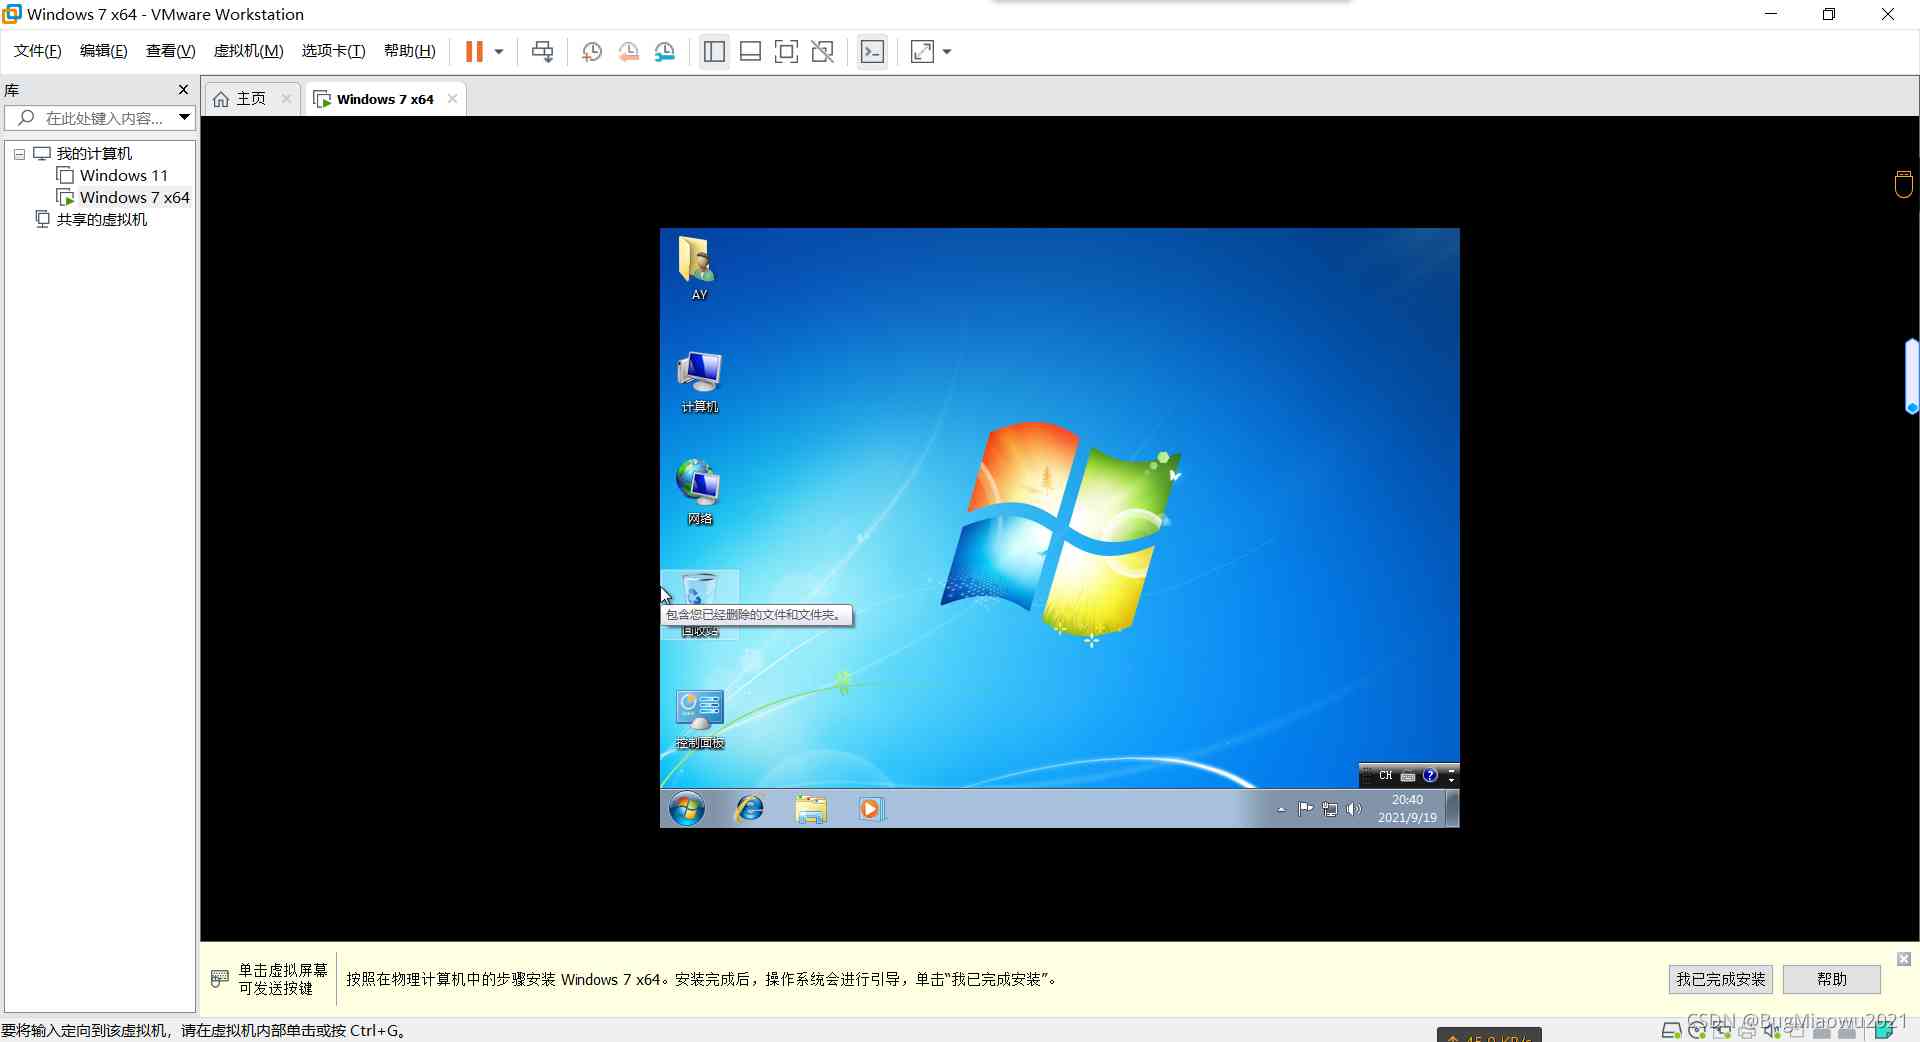 Windows 7 x64 - VMware Workstation
文件(F) 编辑(E) 查看(V) 虚拟机(M) 选项卡(T) 帮助(H)
库
在此处键入内容...
我的计算机
Windows 11
Windows 7 x64
共享的虚拟机
主页
Windows 7 x64
AY
计算机
网络
包含您已经删除的文件和文件夹。
回收站
控制面板
CH
20:40
2021/9/19
单击虚拟屏幕
可发送按键
按照在物理计算机中的步骤安装 Windows 7 x64。安装完成后，操作系统会进行引导，单击“我已完成安装”。
我已完成安装
帮助
要将输入定向到该虚拟机，请在虚拟机内部单击或按 Ctrl+G。
CSDN @BugMiaowu2021